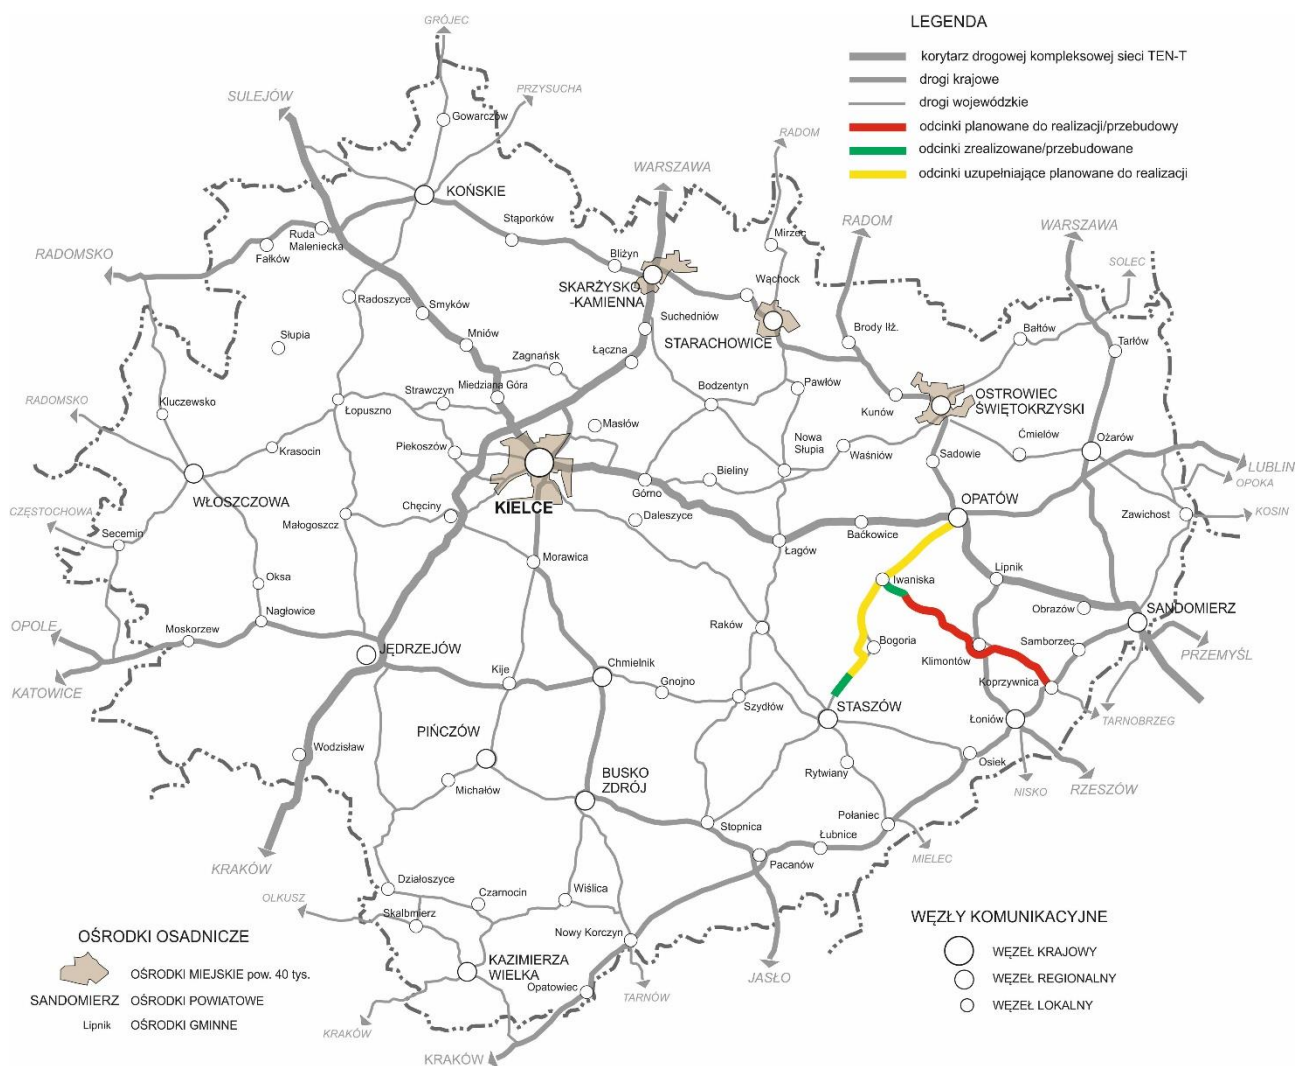 LEGENDA
korytarz drogowej kompleksowej sieci TEN-T
drogi krajowe
drogi wojewódzkie
odcinki planowane do realizacji/przebudowy
odcinki zrealizowane/przebudowane
odcinki uzupełniające planowane do realizacji
GRÓJEC
SULEJÓW
PRZYSUCHA
Gowarczów
RADOM
WARSZAWA
KOŃSKIE
RADOM
WARSZAWA
Stąporków
Ruda
Maleniecka
Mirzec
RADOMSKO
Fałków
Bliżyn
SOLEC
Wąchock
SKARŻYSKO
-KAMIENNA
Radoszyce
Smyków
Suchedniów
Słupia
Mniów
STARACHOWICE
Brody Iłż.
Bałtów
Tarłów
Zagnańsk
Łączna
Strawczyn
Miedziana Góra
Bodzentyn
Pawłów
Kunów
OSTROWIEC
ŚWIĘTOKRZYSKI
RADOMSKO
Kluczewsko
Łopuszno
Masłów
Krasocin
Piekoszów
Nowa
Słupia
Waśniów
Ćmielów
Ożarów
Sadowie
LUBLIN
WŁOSZCZOWA
KIELCE
Górno
Bieliny
OPATÓW
OPOKA
CZĘSTOCHOWA
Chęciny
Małogoszcz
Daleszyce
Zawichost
KOSIN
Secemin
Łagów
Baćkowice
Morawica
Oksa
Iwaniska
Lipnik
Nagłowice
Obrazów
SANDOMIERZ
OPOLE
Moskorzew
Raków
Bogoria
Samborzec
JĘDRZEJÓW
PRZEMYŚL
Klimontów
Kije
Chmielnik
Koprzywnica
KATOWICE
Gnojno
Szydłów
STASZÓW
TARNOBRZEG
Łoniów
PIŃCZÓW
Wodzisław
Osiek
Rytwiany
BUSKO
ZDRÓJ
Michałów
NISKO
RZESZÓW
Stopnica
Połaniec
Łubnice
KRAKÓW
Pacanów
MIELEC
Działoszyce
OLKUSZ
Czarnocin
Wiślica
Skalbmierz
WĘZŁY KOMUNIKACYJNE
OŚRODKI OSADNICZE
Nowy Korczyn
WĘZEŁ KRAJOWY
KAZIMIERZA
WIELKA
OŚRODKI MIEJSKIE pow. 40 tys.
JASŁO
WĘZEŁ REGIONALNY
Opatowiec
TARNÓW
SANDOMIERZ OŚRODKI POWIATOWE
WĘZEŁ LOKALNY
Lipnik OŚRODKI GMINNE
KRAKÓW
KRAKÓW